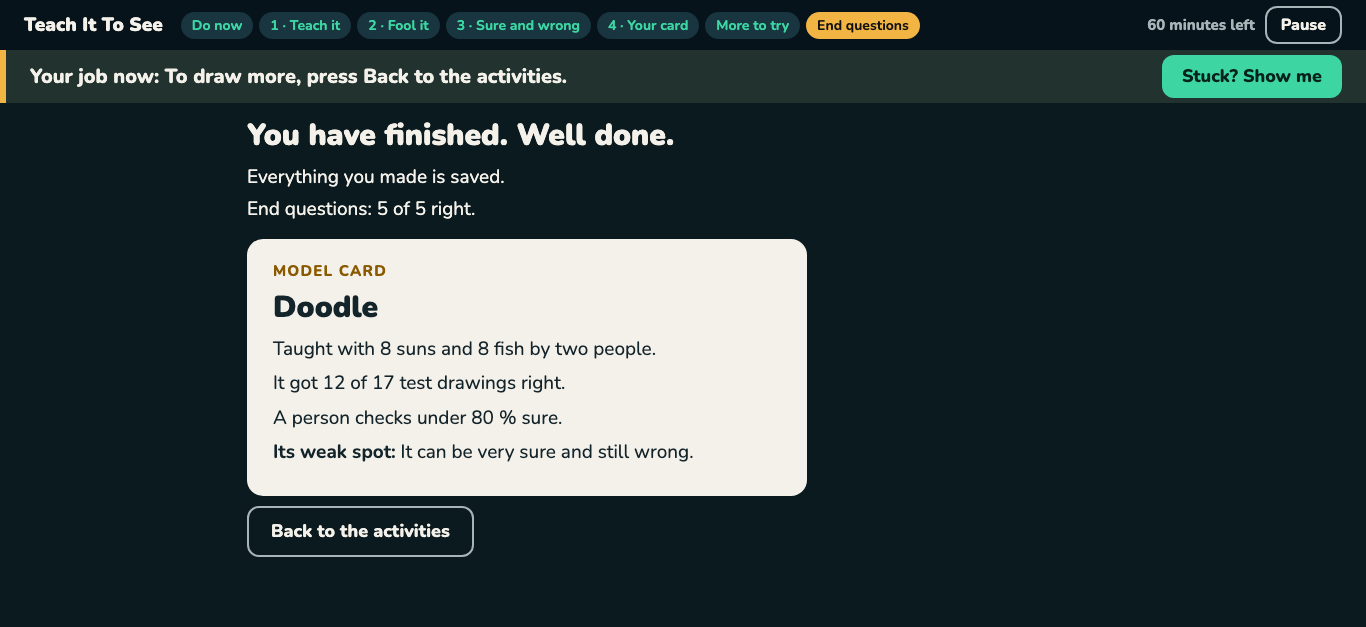 Teach It To See
Do now
1 · Teach it
2 · Fool it
3 · Sure and wrong
4 · Your card
More to try
End questions
60 minutes left
Pause
Your job now: To draw more, press Back to the activities.
Stuck? Show me
You have finished. Well done.
Everything you made is saved.
End questions: 5 of 5 right.
MODEL CARD
Doodle
Taught with 8 suns and 8 fish by two people.
It got 12 of 17 test drawings right.
A person checks under 80 % sure.
Its weak spot: It can be very sure and still wrong.
Back to the activities